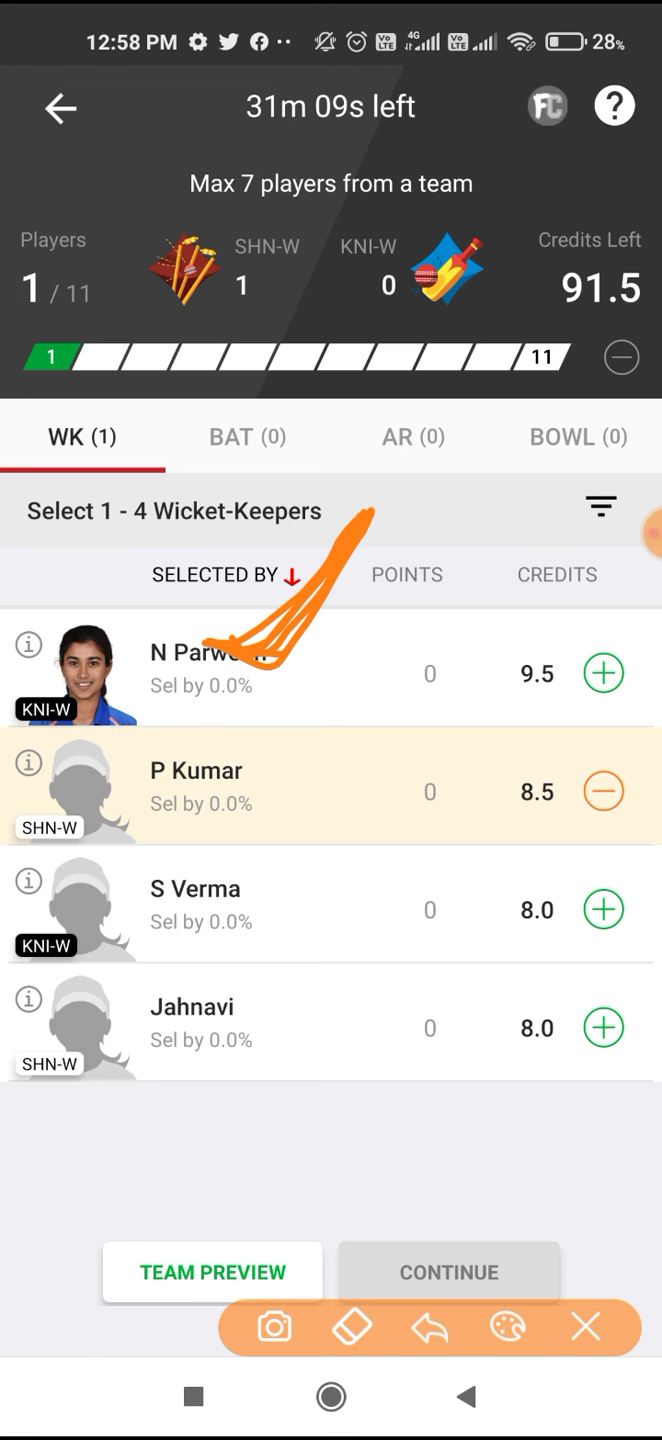 12:58 PM 4G VoLTE VoLTE 28%
31m 09s left FC ?
Max 7 players from a team
Players SHN-W KNI-W Credits Left
1 / 11 1 0 91.5
1 11
WK (1) BAT (0) AR (0) BOWL (0)
Select 1 - 4 Wicket-Keepers
SELECTED BY POINTS CREDITS
N
Sel by 0.0% 0 9.5
KNI-W
P Kumar
Sel by 0.0% 0 8.5
SHN-W
S Verma
Sel by 0.0% 0 8.0
KNI-W
Jahnavi
Sel by 0.0% 0 8.0
SHN-W
TEAM PREVIEW CONTINUE